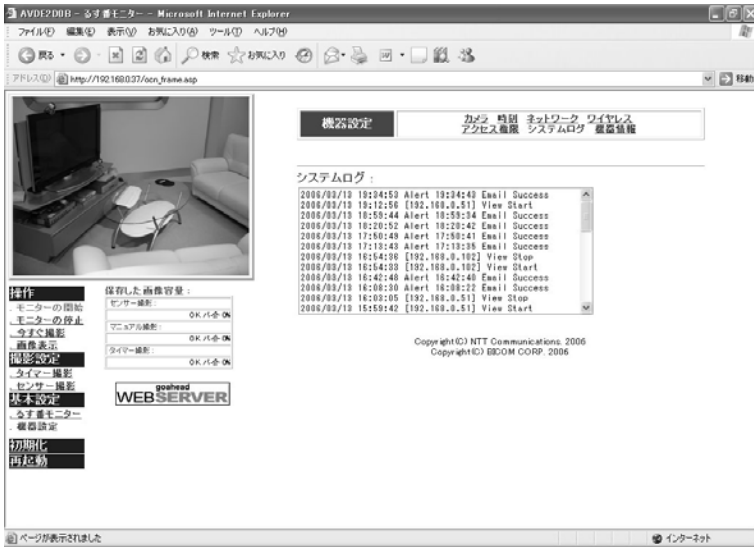 AVDE2D0B - るす番モニター - Microsoft Internet Explorer
ファイル(F) 編集(E) 表示(V) お気に入り(A) ツール(T) ヘルプ(H)
戻る 検索 お気に入り
アドレス(D) http://192.168.0.37/ocn_frame.asp 移動
機器設定
カメラ 時刻 ネットワーク ワイヤレス
アクセス権限 システムログ 機器情報
システムログ :
2006/03/13 19:34:53 Alert 19:34:43 Email Success
2006/03/13 19:12:56 [192.168.0.51] View Start
2006/03/13 18:59:44 Alert 18:59:34 Email Success
2006/03/13 18:20:52 Alert 18:20:42 Email Success
2006/03/13 17:50:49 Alert 17:50:41 Email Success
2006/03/13 17:13:43 Alert 17:13:35 Email Success
2006/03/13 16:54:36 [192.168.0.102] View Stop
2006/03/13 16:54:33 [192.168.0.102] View Start
2006/03/13 16:42:48 Alert 16:42:40 Email Success
2006/03/13 16:08:30 Alert 16:08:22 Email Success
2006/03/13 16:03:05 [192.168.0.51] View Stop
2006/03/13 15:59:42 [192.168.0.51] View Start
Copyright(C) NTT Communications. 2006
Copyright(C) BICOM CORP. 2006
操作
. モニターの開始
. モニターの停止
. 今すぐ撮影
. 画像表示
撮影設定
. タイマー撮影
. センサー撮影
基本設定
. るす番モニター
. 機器設定
初期化
再起動
保存した画像容量 :
センサー撮影 :
0 K バイト 0%
マニュアル撮影 :
0 K バイト 0%
タイマー撮影 :
0 K バイト 0%
goahead
WEBSERVER
ページが表示されました
インターネット